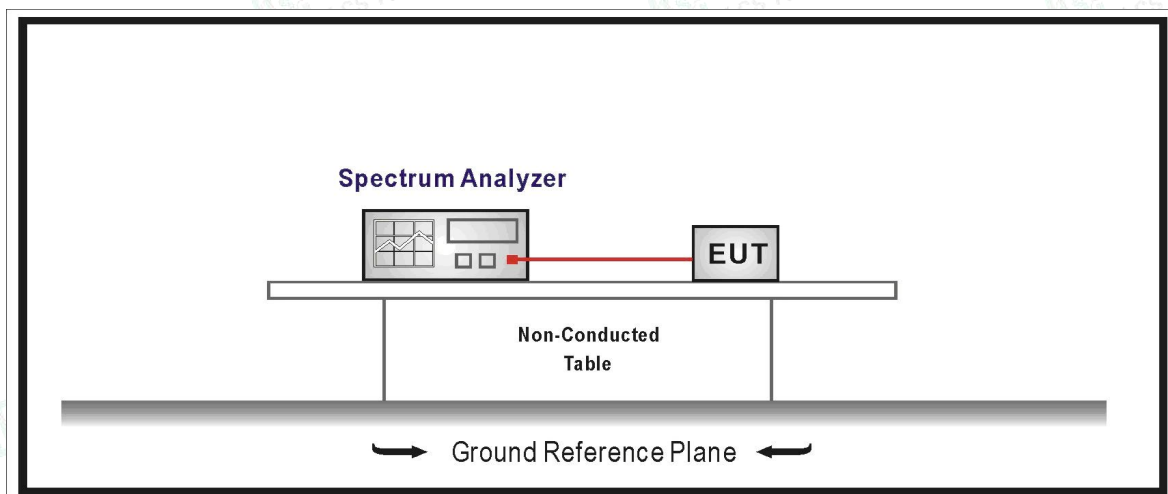 Spectrum Analyzer
EUT
Non-Conducted
Table
Ground Reference Plane